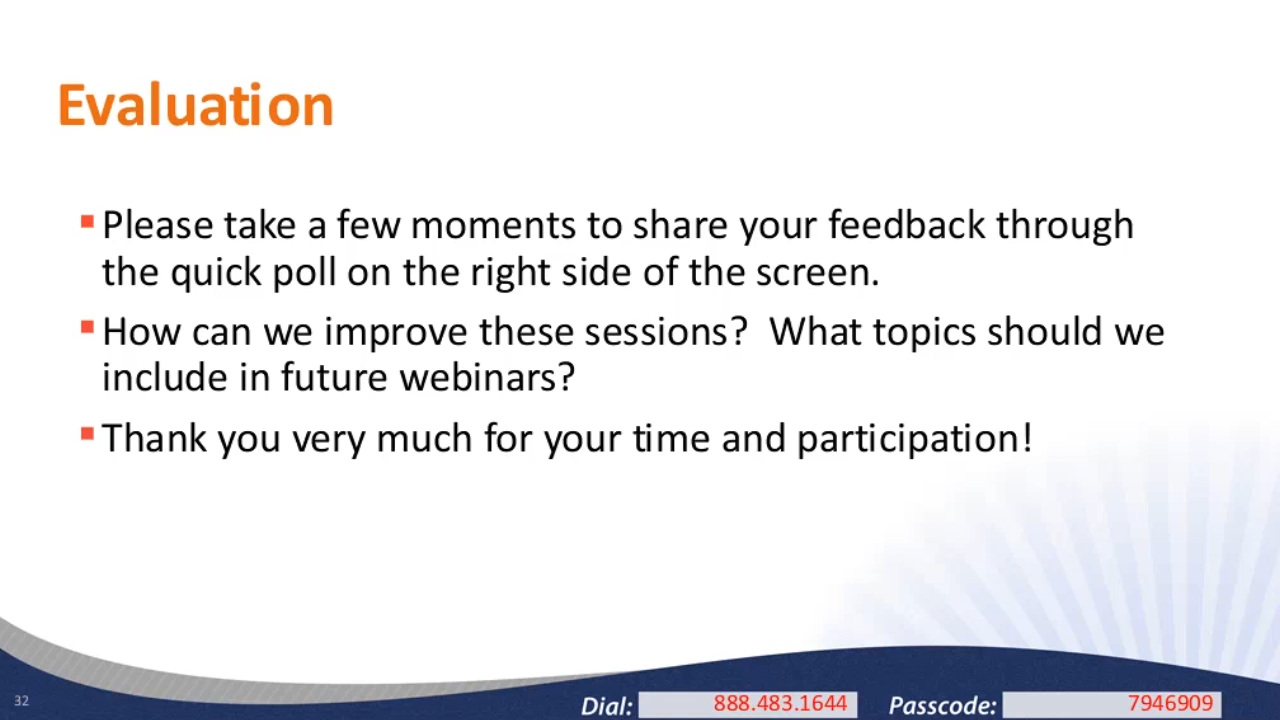 Evaluation
▪Please take a few moments to share your feedback through
the quick poll on the right side of the screen.
▪How can we improve these sessions?  What topics should we
include in future webinars?
▪Thank you very much for your time and participation!
32
Dial: 888.483.1644 Passcode: 7946909